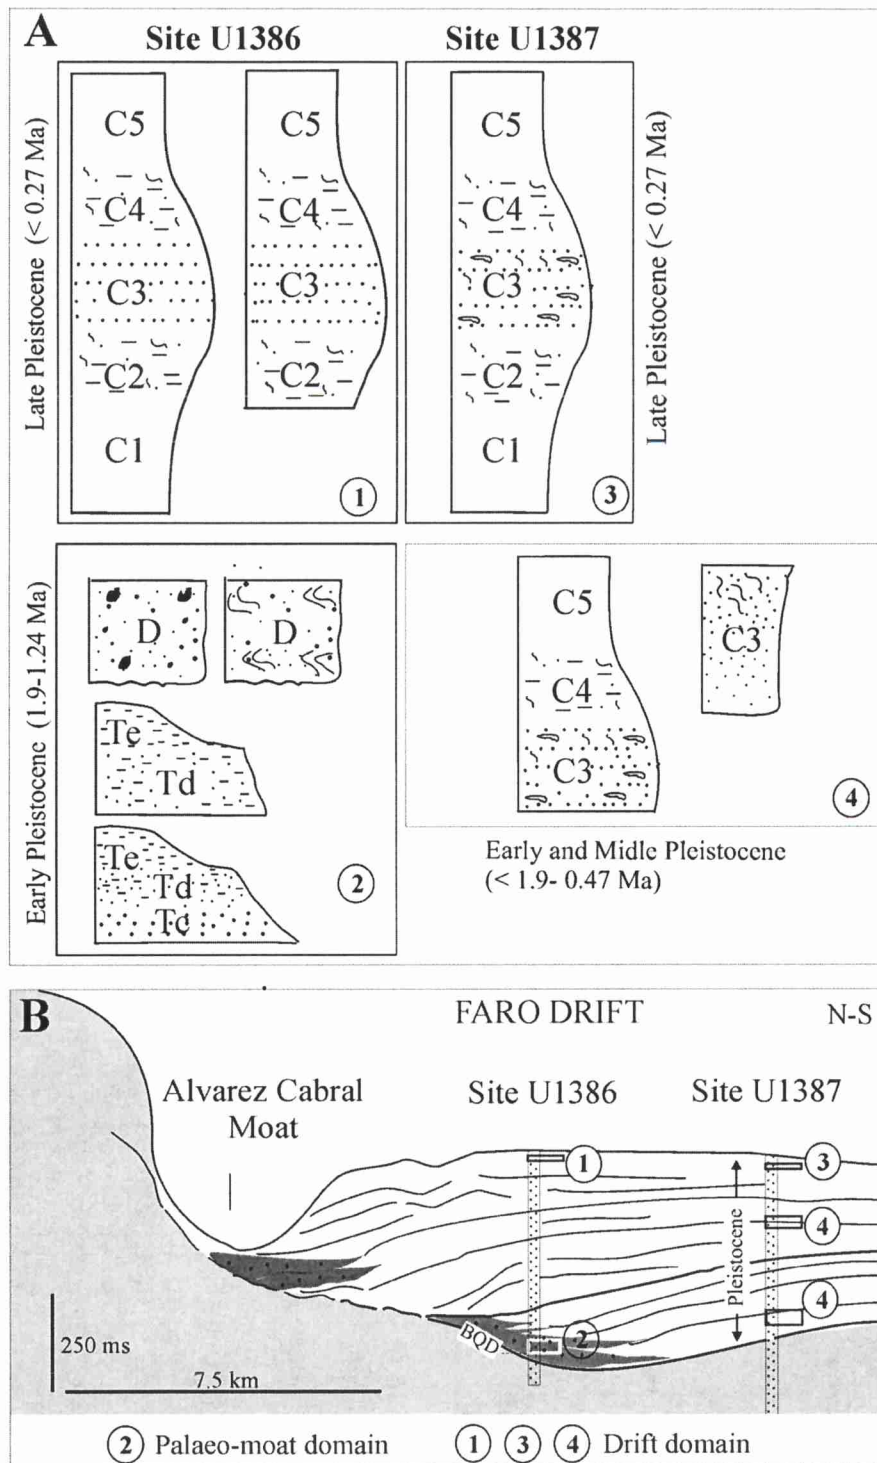 A
Site U1386
Site U1387
Late Pleistocene (< 0.27 Ma)
C5
C4
C3
C2
C1
C5
C4
C3
C2
1
C5
C4
C3
C2
C1
3
Late Pleistocene (< 0.27 Ma)
Early Pleistocene (1.9-1.24 Ma)
D
D
Te
Td
Te
Td
Tc
2
C5
C4
C3
C3
4
Early and Midle Pleistocene
(< 1.9- 0.47 Ma)
B
FARO DRIFT
N-S
Alvarez Cabral
Moat
Site U1386
Site U1387
1
3
4
4
Pleistocene
BQD
2
250 ms
7.5 km
2 Palaeo-moat domain
1 3 4 Drift domain